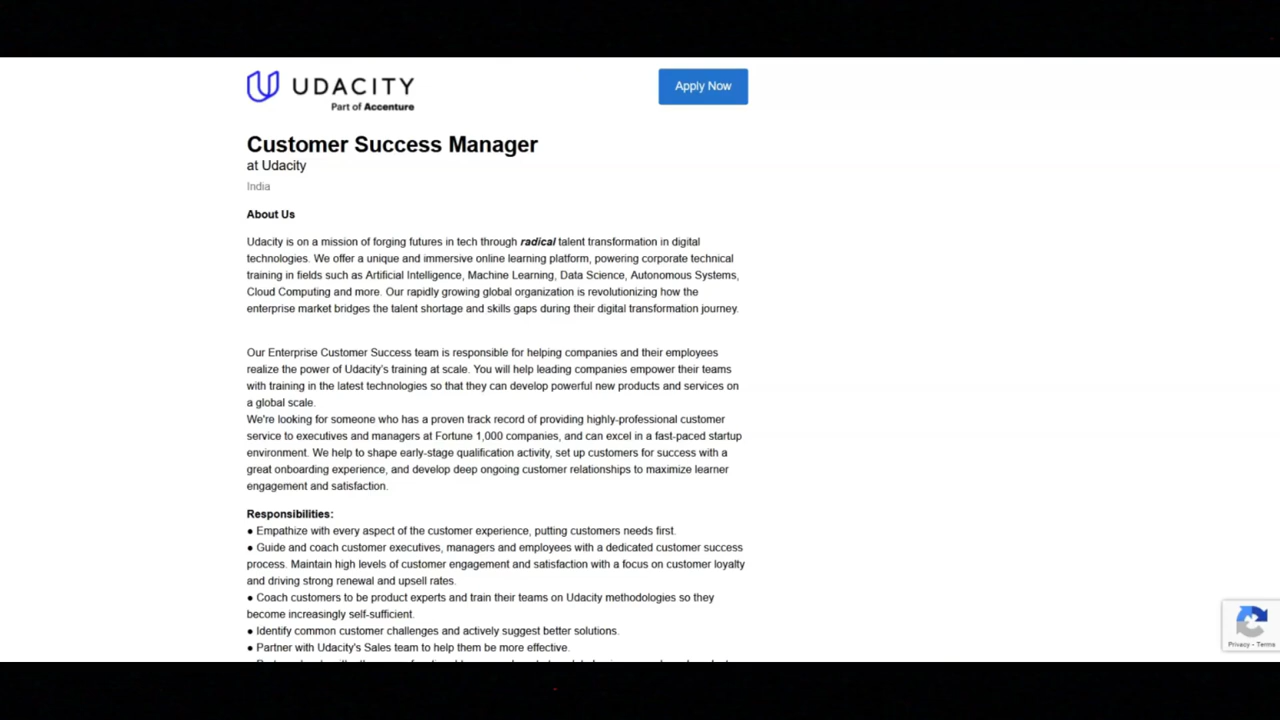 UDACITY
Part of Accenture
Apply Now
Customer Success Manager
at Udacity
India
About Us
Udacity is on a mission of forging futures in tech through radical talent transformation in digital
technologies. We offer a unique and immersive online learning platform, powering corporate technical
training in fields such as Artificial Intelligence, Machine Learning, Data Science, Autonomous Systems,
Cloud Computing and more. Our rapidly growing global organization is revolutionizing how the
enterprise market bridges the talent shortage and skills gaps during their digital transformation journey.
Our Enterprise Customer Success team is responsible for helping companies and their employees
realize the power of Udacity's training at scale. You will help leading companies empower their teams
with training in the latest technologies so that they can develop powerful new products and services on
a global scale.
We're looking for someone who has a proven track record of providing highly-professional customer
service to executives and managers at Fortune 1,000 companies, and can excel in a fast-paced startup
environment. We help to shape early-stage qualification activity, set up customers for success with a
great onboarding experience, and develop deep ongoing customer relationships to maximize learner
engagement and satisfaction.
Responsibilities:
● Empathize with every aspect of the customer experience, putting customers needs first.
● Guide and coach customer executives, managers and employees with a dedicated customer success
process. Maintain high levels of customer engagement and satisfaction with a focus on customer loyalty
and driving strong renewal and upsell rates.
● Coach customers to be product experts and train their teams on Udacity methodologies so they
become increasingly self-sufficient.
● Identify common customer challenges and actively suggest better solutions.
● Partner with Udacity's Sales team to help them be more effective.
Privacy - Terms